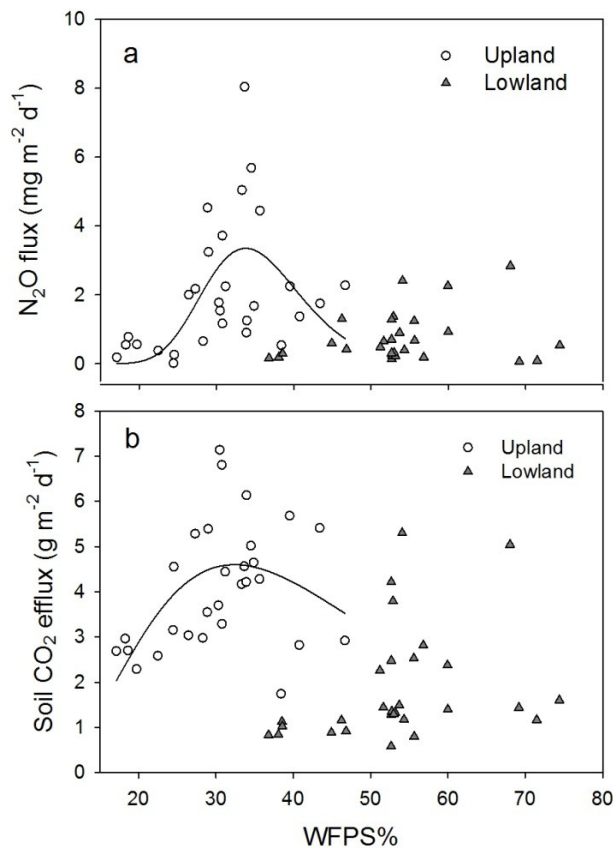 a
Upland
Lowland
10
8
6
4
2
0
N₂O flux (mg m⁻² d⁻¹)
b
Upland
Lowland
8
7
6
5
4
3
2
1
0
Soil CO₂ efflux (g m⁻² d⁻¹)
20 30 40 50 60 70 80
WFPS%